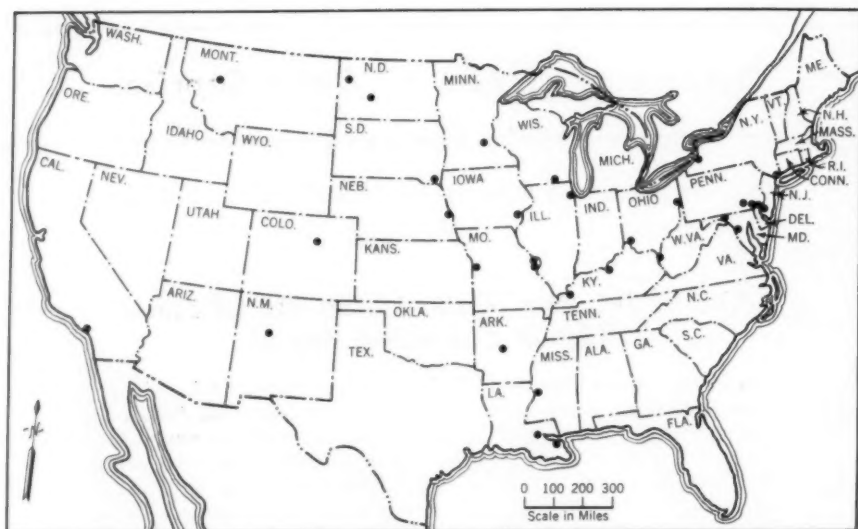 WASH.
MONT.
N.D.
MINN.
ME.
ORE.
IDAHO
S.D.
WIS.
N.Y.
VT.
N.H.
MASS.
WYO.
MICH.
CAL.
NEV.
NEB.
IOWA
PENN.
R.I.
CONN.
UTAH
COLO.
ILL.
IND.
OHIO
N.J.
KANS.
MO.
W.VA.
DEL.
MD.
KY.
VA.
ARIZ.
N.M.
OKLA.
ARK.
TENN.
N.C.
TEX.
MISS.
ALA.
GA.
S.C.
LA.
FLA.
N
0 100 200 300
Scale in Miles